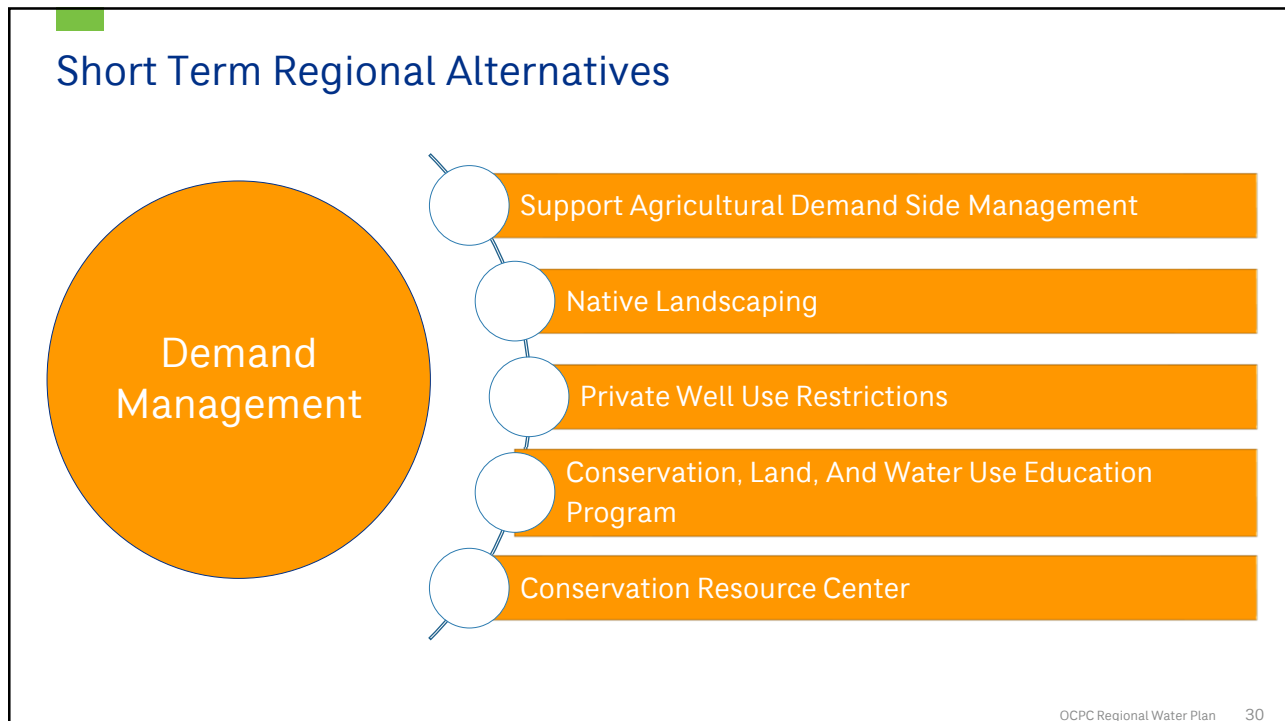 Short Term Regional Alternatives
Demand
Management
Support Agricultural Demand Side Management
Native Landscaping
Private Well Use Restrictions
Conservation, Land, And Water Use Education
Program
Conservation Resource Center
OCPC Regional Water Plan 30